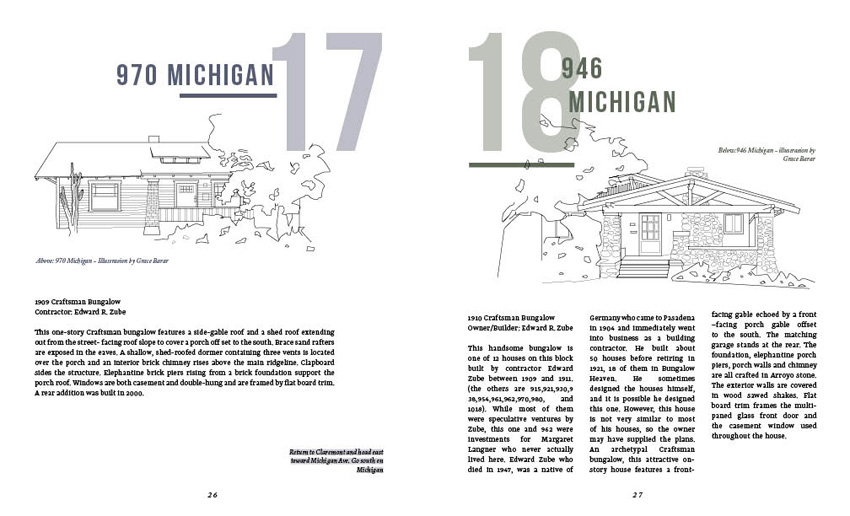 970 MICHIGAN
17
Above: 970 Michigan - Illustration by Grace Barar
1909 Craftsman Bungalow
Contractor: Edward R. Zube
This one-story Craftsman bungalow features a side-gable roof and a shed roof extending
out from the street- facing roof slope to cover a porch off set to the south. Brace sand rafters
are exposed in the eaves. A shallow, shed-roofed dormer containing three vents is located
over the porch and an interior brick chimney rises above the main ridgeline. Clapboard
sides the structure. Elephantine brick piers rising from a brick foundation support the
porch roof. Windows are both casement and double-hung and are framed by flat board trim.
A rear addition was built in 2000.
Return to Claremont and head east
toward Michigan Ave. Go south on
Michigan
26
18
946
MICHIGAN
Below:946 Michigan - illustration by
Grace Barar
1910 Craftsman Bungalow
Owner/Builder: Edward R. Zube
This handsome bungalow is
one of 12 houses on this block
built by contractor Edward
Zube between 1909 and 1911.
(the others are 915,921,930,9
38,954,961,962,970,980, and
1018). While most of them
were speculative ventures by
Zube, this one and 962 were
investments for Margaret
Langner who never actually
lived here. Edward Zube who
died in 1947, was a native of
Germany who came to Pasadena
in 1904 and immediately went
into business as a building
contractor. He built about
50 houses before retiring in
1921, 18 of them in Bungalow
Heaven. He sometimes
designed the houses himself,
and it is possible he designed
this one. However, this house
is not very similar to most
of his houses, so the owner
may have supplied the plans.
An archetypal Craftsman
bungalow, this attractive on-
story house features a front-
facing gable echoed by a front
-facing porch gable offset
to the south. The matching
garage stands at the rear. The
foundation, elephantine porch
piers, porch walls and chimney
are all crafted in Arroyo stone.
The exterior walls are covered
in wood sawed shakes. Flat
board trim frames the multi-
paned glass front door and
the casement window used
throughout the house.
27